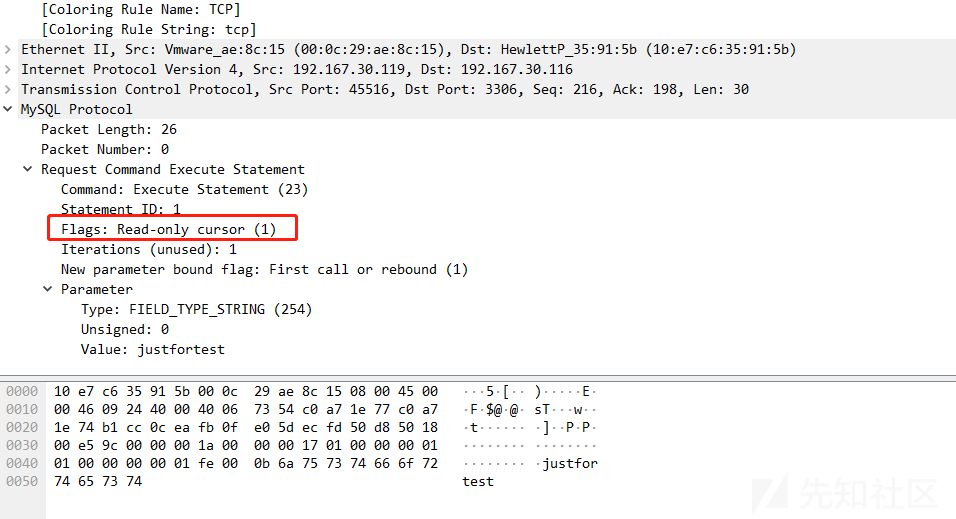 [Coloring Rule Name: TCP]
[Coloring Rule String: tcp]
Ethernet II, Src: Vmware_ae:8c:15 (00:0c:29:ae:8c:15), Dst: HewlettP_35:91:5b (10:e7:c6:35:91:5b)
Internet Protocol Version 4, Src: 192.167.30.119, Dst: 192.167.30.116
Transmission Control Protocol, Src Port: 45516, Dst Port: 3306, Seq: 216, Ack: 198, Len: 30
MySQL Protocol
Packet Length: 26
Packet Number: 0
Request Command Execute Statement
Command: Execute Statement (23)
Statement ID: 1
Flags: Read-only cursor (1)
Iterations (unused): 1
New parameter bound flag: First call or rebound (1)
Parameter
Type: FIELD_TYPE_STRING (254)
Unsigned: 0
Value: justfortest
0000 10 e7 c6 35 91 5b 00 0c 29 ae 8c 15 08 00 45 00 ···5·[·· )·····E·
0010 00 46 09 24 40 00 40 06 73 54 c0 a7 1e 77 c0 a7 ·F·$@·@· sT···w··
0020 1e 74 b1 cc 0c ea fb 0f e0 5d ec fd 50 d8 50 18 ·t······ ·]··P·P·
0030 00 e5 9c 00 00 00 1a 00 00 00 17 01 00 00 00 01 ········ ········
0040 01 00 00 00 00 01 fe 00 0b 6a 75 73 74 66 6f 72 ········ ·justfor
0050 74 65 73 74 test
先知社区